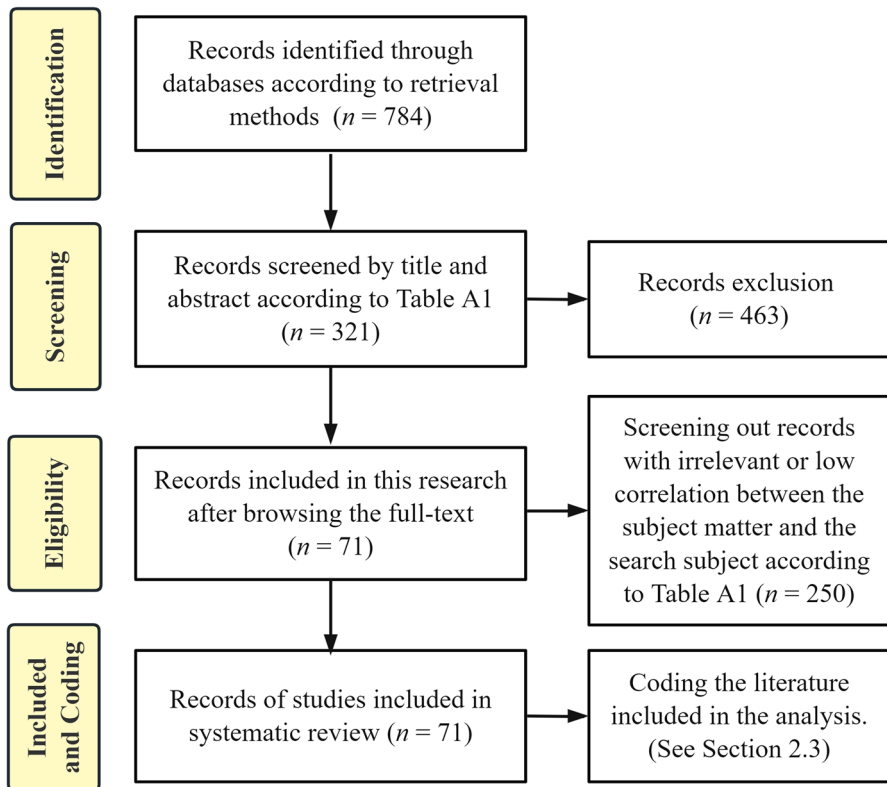 Identification
Records identified through
databases according to retrieval
methods (n = 784)
Screening
Records screened by title and
abstract according to Table A1
(n = 321)
Records exclusion
(n = 463)
Eligibility
Records included in this research
after browsing the full-text
(n = 71)
Screening out records
with irrelevant or low
correlation between the
subject matter and the
search subject according
to Table A1 (n = 250)
Included
and Coding
Records of studies included in
systematic review (n = 71)
Coding the literature
included in the analysis.
(See Section 2.3)